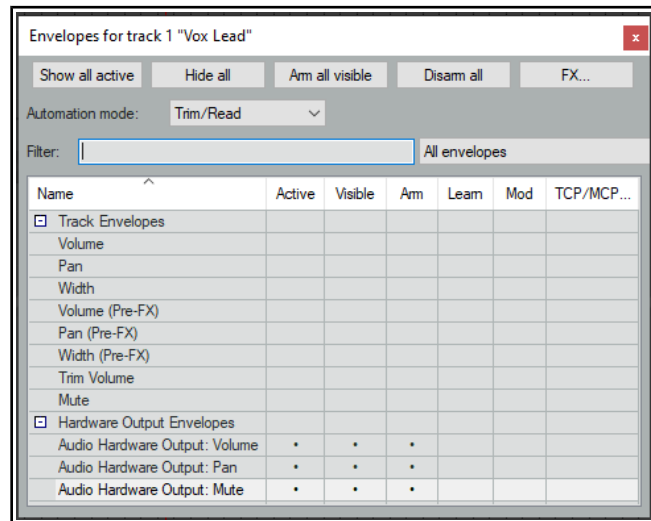 Envelopes for track 1 "Vox Lead"
x
Show all active Hide all Arm all visible Disarm all FX...
Automation mode: Trim/Read
Filter: All envelopes
Name Active Visible Arm Learn Mod TCP/MCP...
Track Envelopes
Volume
Pan
Width
Volume (Pre-FX)
Pan (Pre-FX)
Width (Pre-FX)
Trim Volume
Mute
Hardware Output Envelopes
Audio Hardware Output: Volume • • •
Audio Hardware Output: Pan • • •
Audio Hardware Output: Mute • • •